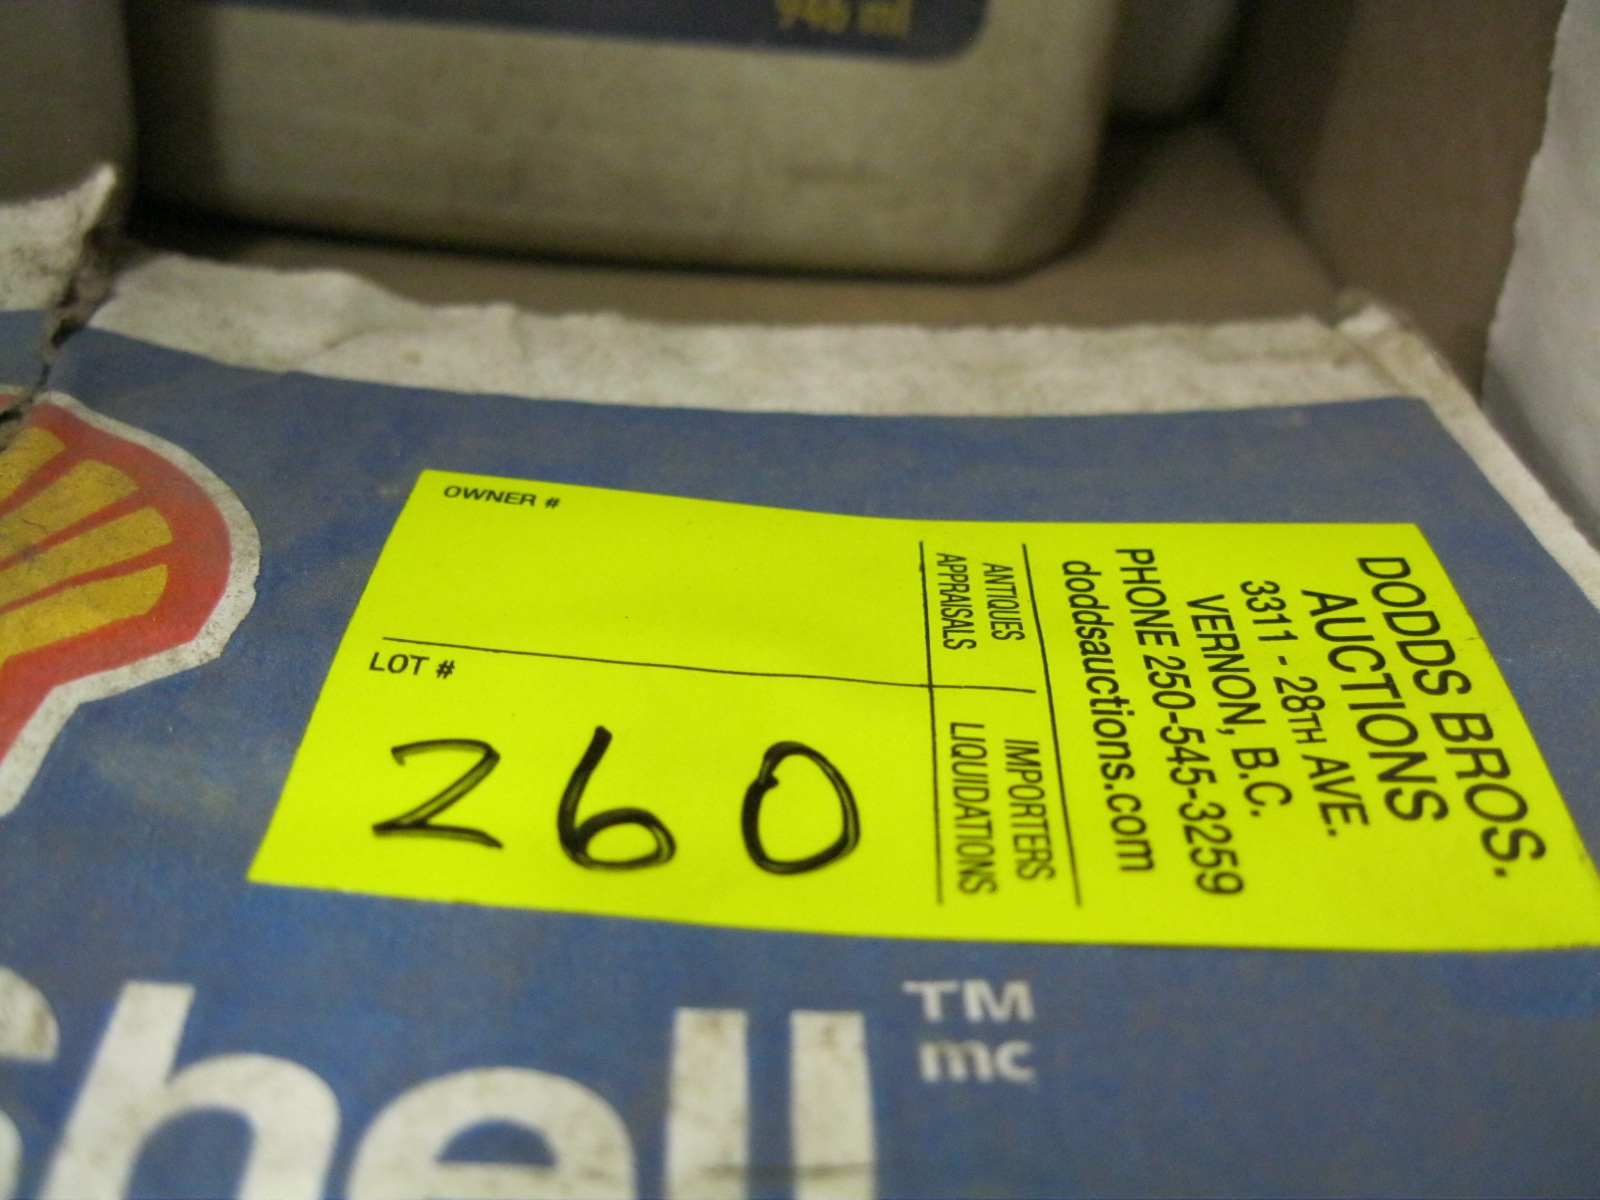 946 ml
OWNER #
LOT #
260
DODDS BROS.
AUCTIONS
3311 - 28TH AVE.
VERNON, B.C.
PHONE 250-545-3259
doddsauctions.com
ANTIQUES
APPRAISALS
IMPORTERS
LIQUIDATIONS
Shell
TM
mc